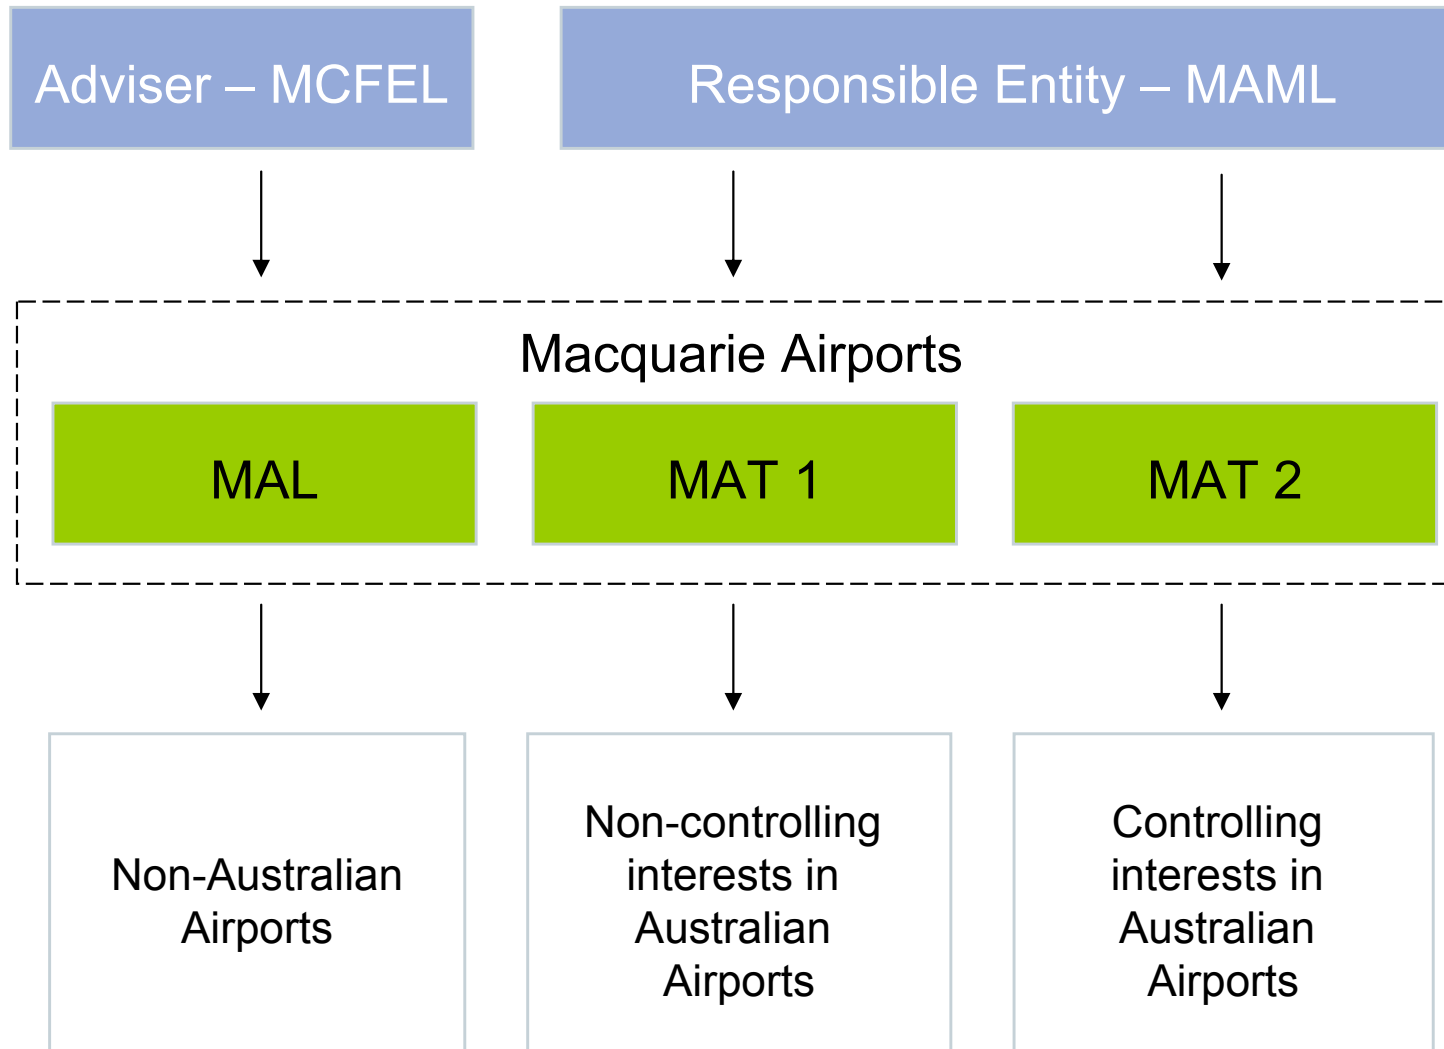 Adviser – MCFEL
Responsible Entity – MAML
Macquarie Airports
MAL
MAT 1
MAT 2
Non-Australian
Airports
Non-controlling
interests in
Australian
Airports
Controlling
interests in
Australian
Airports